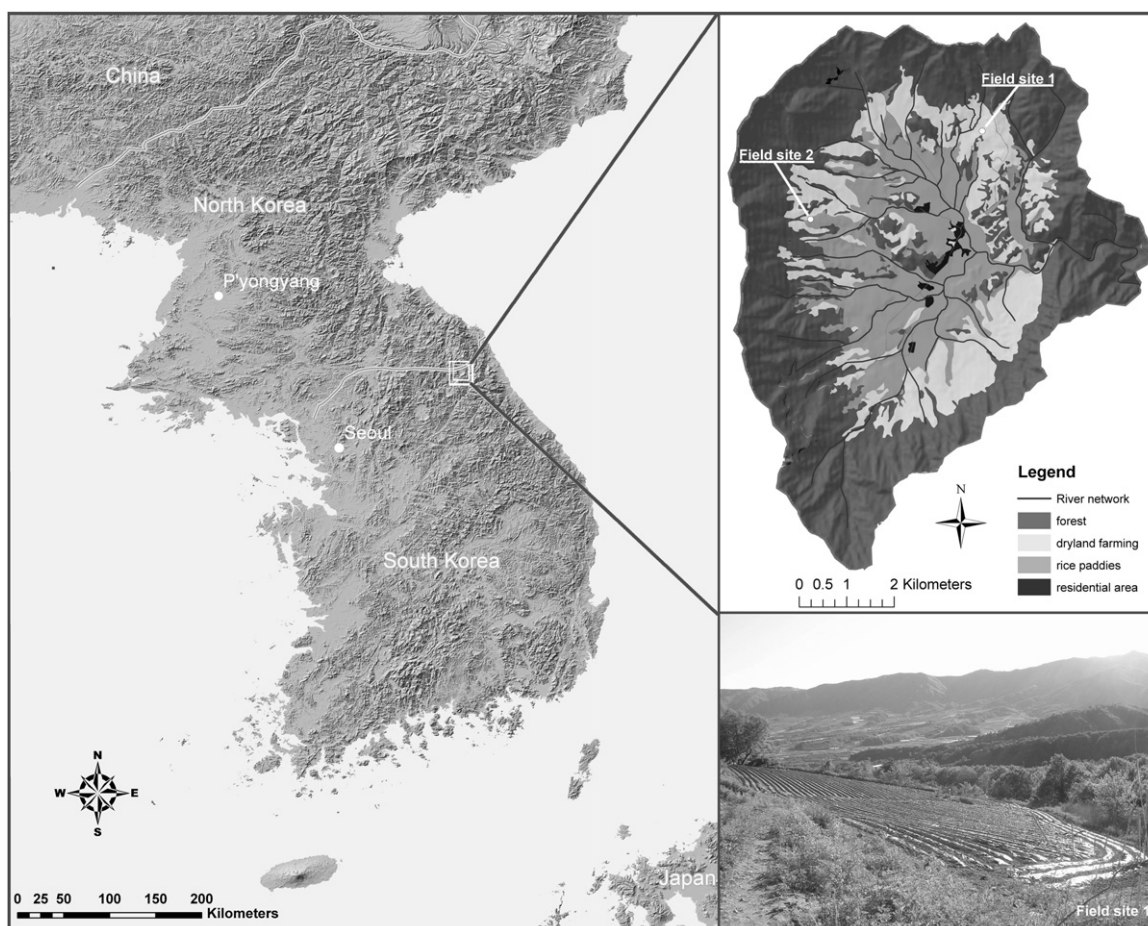 China
North Korea
P'yongyang
Seoul
South Korea
Japan
N
W E
S
0 25 50 100 150 200
Kilometers
Field site 1
Field site 2
Legend
River network
forest
dryland farming
rice paddies
residential area
N
0 0.5 1 2 Kilometers
Field site 1